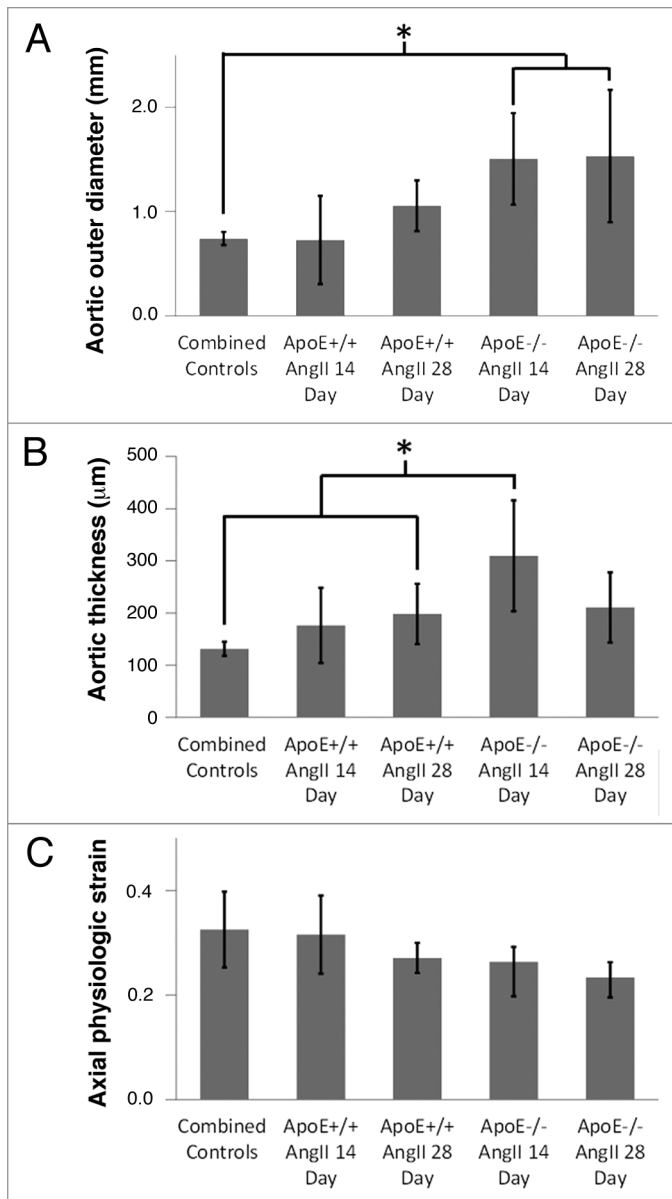 A
*
Aortic outer diameter (mm)
2.0
1.0
0.0
Combined
Controls
ApoE+/+
AngII 14
Day
ApoE+/+
AngII 28
Day
ApoE-/-
AngII 14
Day
ApoE-/-
AngII 28
Day
B
*
Aortic thickness (μm)
500
400
300
200
100
0
Combined
Controls
ApoE+/+
AngII 14
Day
ApoE+/+
AngII 28
Day
ApoE-/-
AngII 14
Day
ApoE-/-
AngII 28
Day
C
Axial physiologic strain
0.4
0.2
0.0
Combined
Controls
ApoE+/+
AngII 14
Day
ApoE+/+
AngII 28
Day
ApoE-/-
AngII 14
Day
ApoE-/-
AngII 28
Day